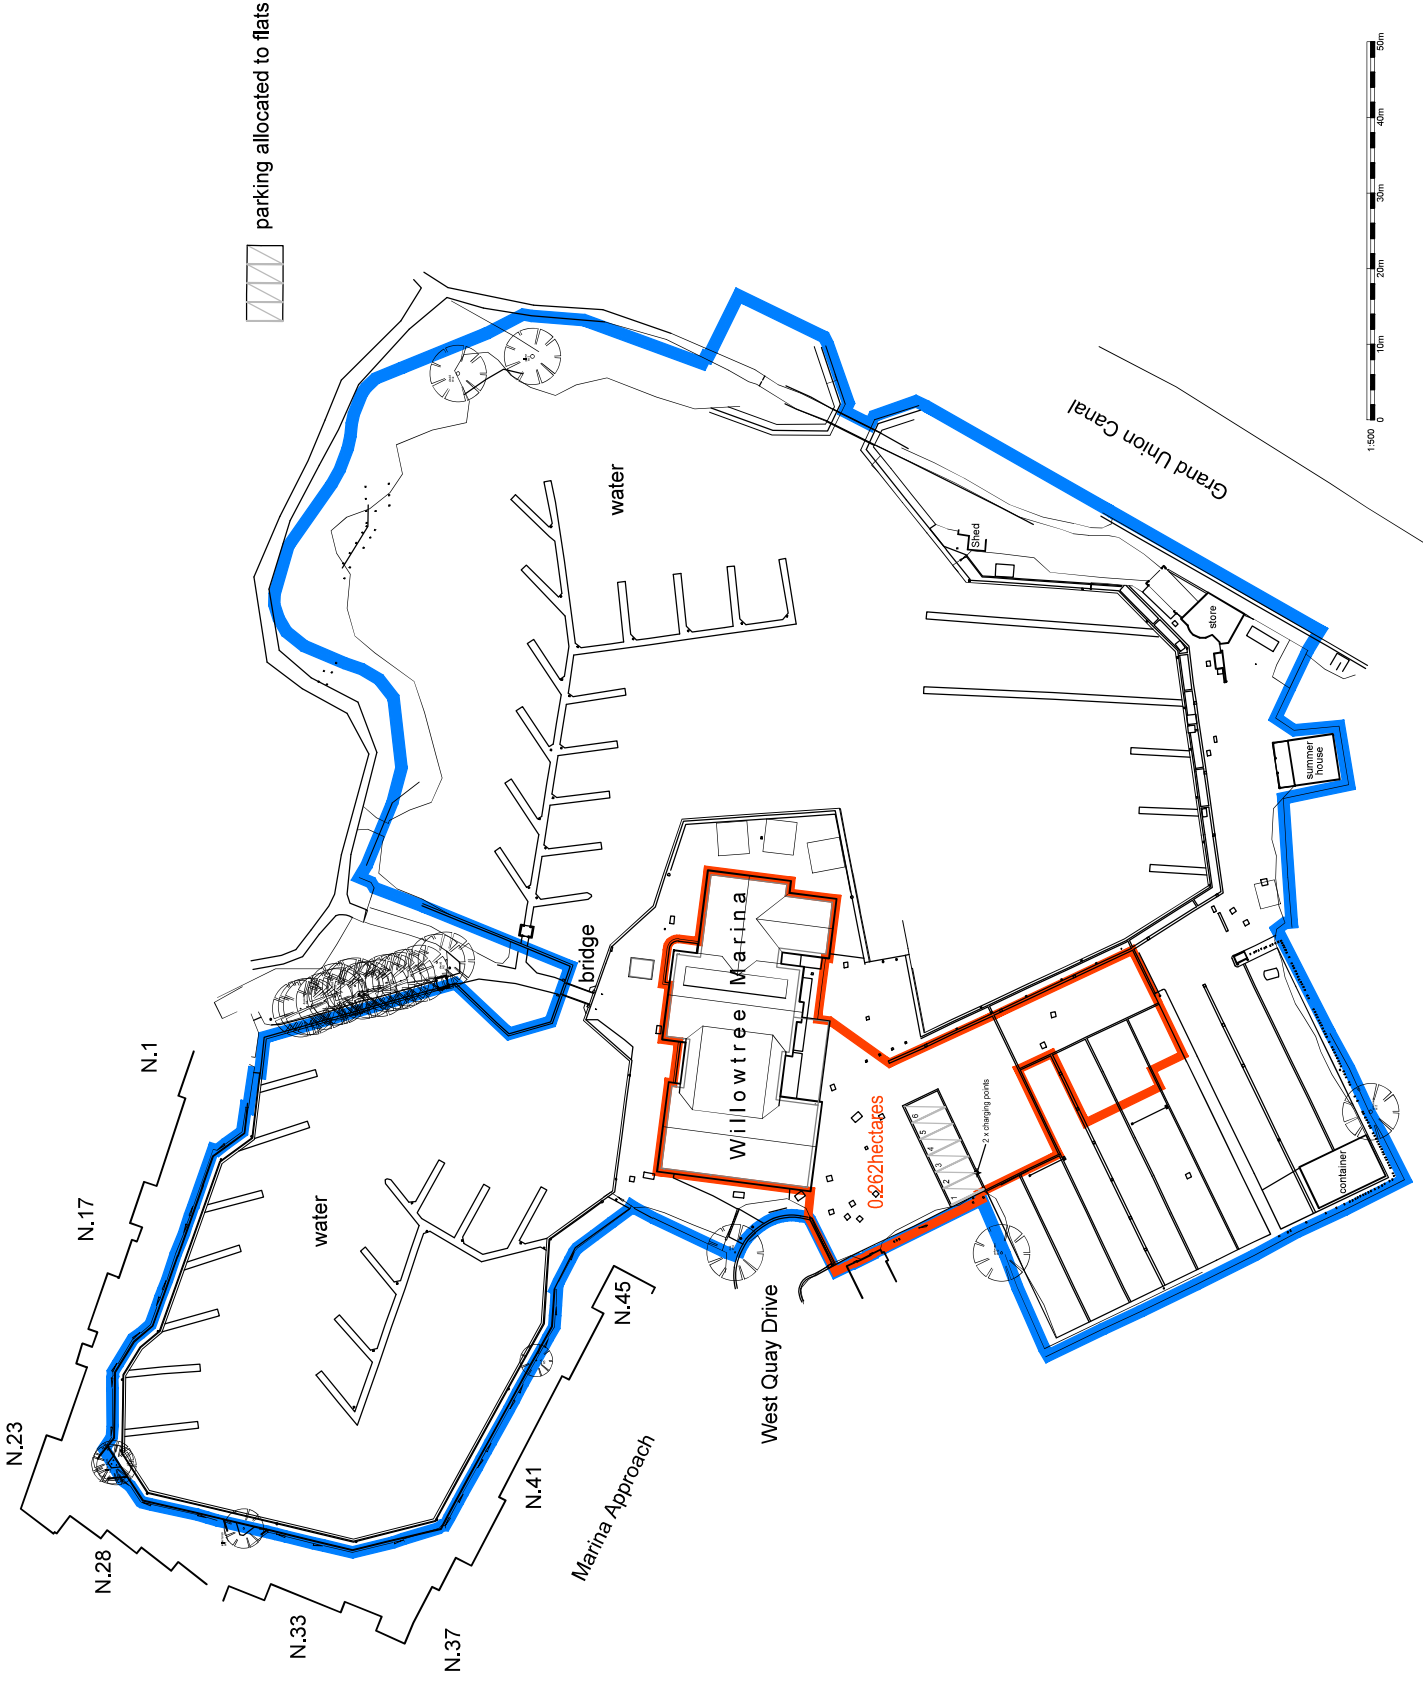 parking allocated to flats
50m
40m
30m
20m
10m
0
1:500
Grand Union Canal
water
Shed
store
summer
house
bridge
Willowtree Marina
N.1
N.17
N.23
N.28
N.33
N.37
N.41
N.45
water
0.262hectares
1
2
3
4
5
6
2 x charging points
container
West Quay Drive
Marina Approach